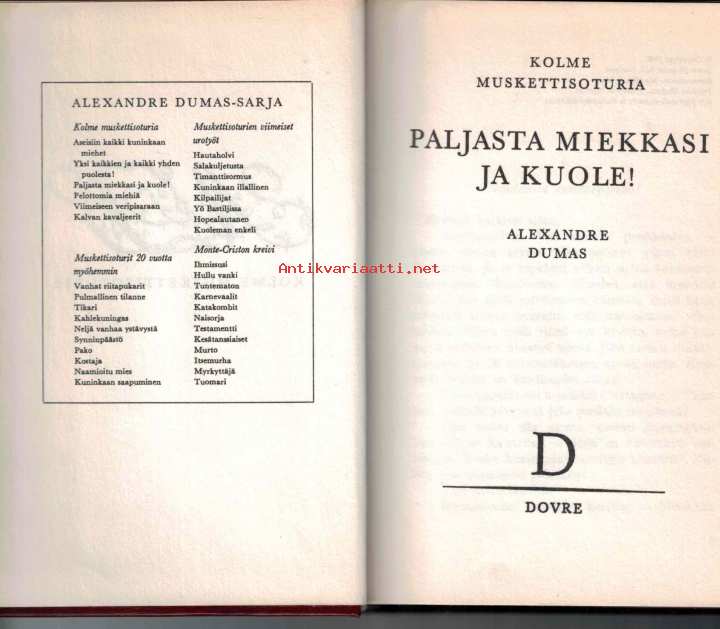 ALEXANDRE DUMAS-SARJA
Kolme muskettisoturia
Aseisiin kaikki kuninkaan
miehet
Yksi kaikkien ja kaikki yhden
puolesta!
Paljasta miekkasi ja kuole!
Pelottomia miehiä
Viimeiseen veripisaraan
Kalvan kavaljeerit
Muskettisoturit 20 vuotta
myöhemmin
Vanhat riitapukarit
Pulmallinen tilanne
Tikari
Kahlekuningas
Neljä vanhaa ystävystä
Synninpäästö
Pako
Kostaja
Naamioitu mies
Kuninkaan saapuminen
Muskettisoturien viimeiset
urotyöt
Hautaholvi
Salakuljetusta
Timanttisormus
Kuninkaan illallinen
Kilpailijat
Yö Bastiljissa
Hopealautanen
Kuoleman enkeli
Monte-Criston kreivi
Ihmissusi
Hullu vanki
Tuntematon
Karnevaalit
Katakombit
Naisorja
Testamentti
Kesätanssiaiset
Murto
Itsemurha
Myrkyttäjä
Tuomari
Antikvariaatti.net
KOLME
MUSKETTISOTURIA
PALJASTA MIEKKASI
JA KUOLE!
ALEXANDRE
DUMAS
D
DOVRE